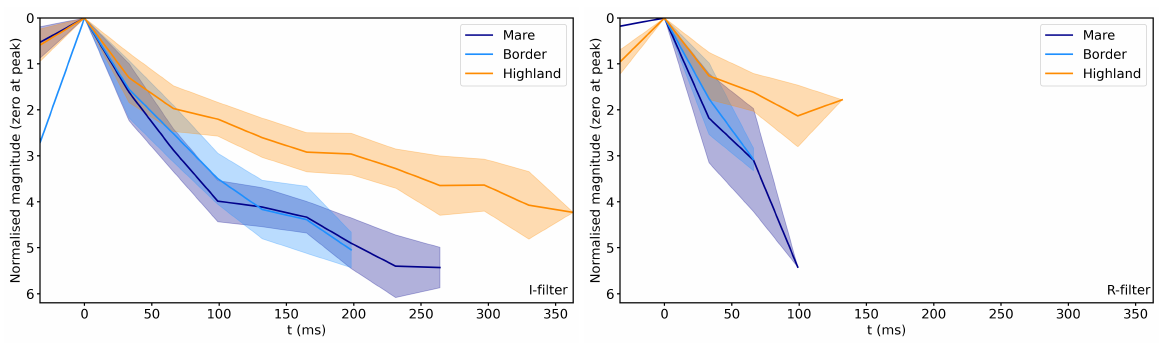 Normalised magnitude (zero at peak)
0
1
2
3
4
5
6
Mare
Border
Highland
I-filter
0 50 100 150 200 250 300 350
t (ms)
Normalised magnitude (zero at peak)
0
1
2
3
4
5
6
Mare
Border
Highland
R-filter
0 50 100 150 200 250 300 350
t (ms)